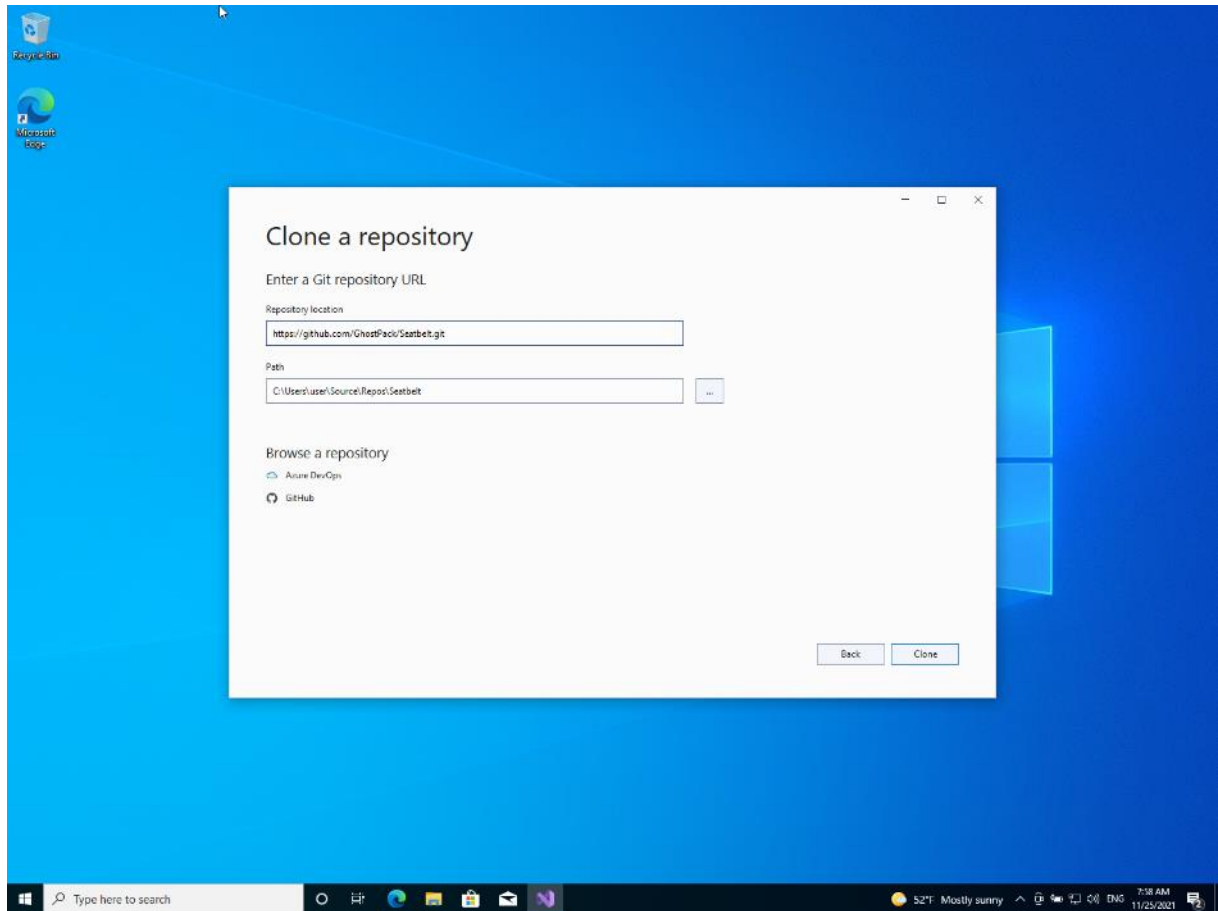 Recycle Bin
Microsoft
Edge
Clone a repository
Enter a Git repository URL
Repository location
https://github.com/GhostPack/Seatbelt.git
Path
C:\Users\user\Source\Repos\Seatbelt
...
Browse a repository
Azure DevOps
GitHub
Back
Clone
Type here to search
52°F Mostly sunny
ENG
7:58 AM
11/25/2021
2